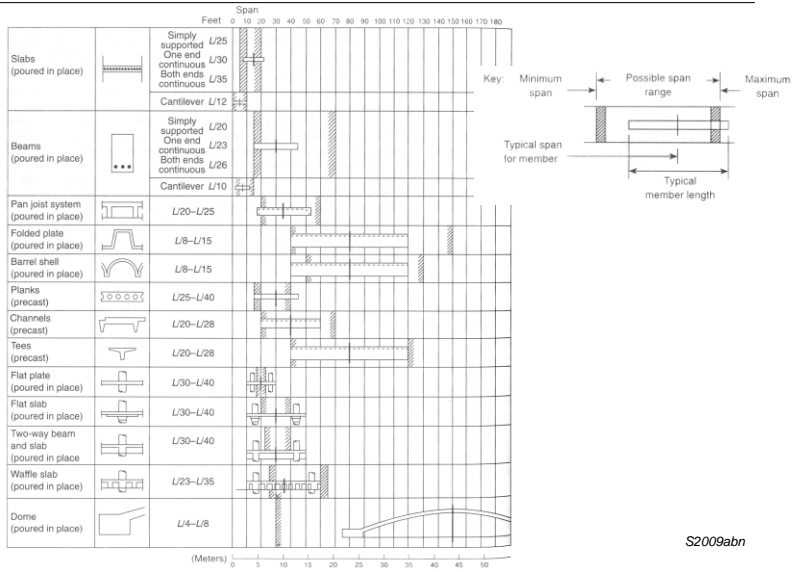 Span
Feet 0 10 20 30 40 50 60 70 80 90 100 110 120 130 140 150 160 170 180
Slabs
(poured in place)
Simply
supported L/25
One end
continuous L/30
Both ends
continuous L/35
Cantilever L/12
Beams
(poured in place)
Simply
supported L/20
One end
continuous L/23
Both ends
continuous L/26
Cantilever L/10
Pan joist system
(poured in place)
L/20–L/25
Folded plate
(poured in place)
L/8–L/15
Barrel shell
(poured in place)
L/8–L/15
Planks
(precast)
L/25–L/40
Channels
(precast)
L/20–L/28
Tees
(precast)
L/20–L/28
Flat plate
(poured in place)
L/30–L/40
Flat slab
(poured in place)
L/30–L/40
Two-way beam
and slab
(poured in place
L/30–L/40
Waffle slab
(poured in place)
L/23–L/35
Dome
(poured in place)
L/4–L/8
(Meters) 0 5 10 15 20 25 30 35 40 45 50
Key:
Minimum
span
Possible span
range
Maximum
span
Typical span
for member
Typical
member length
S2009abn